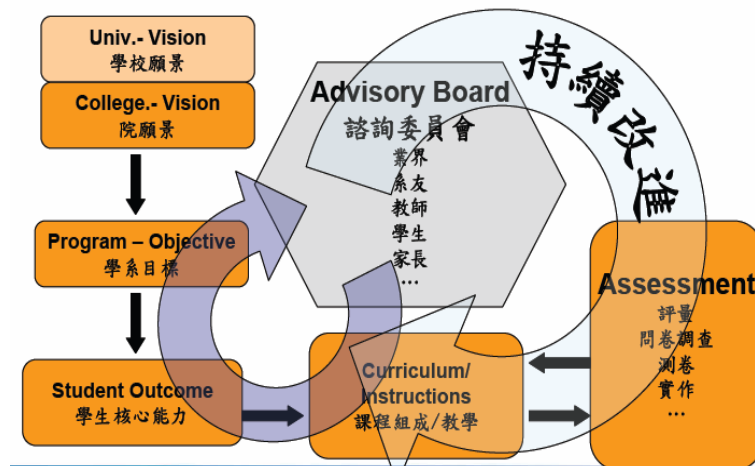 Univ.- Vision
學校願景
College.- Vision
院願景
Program – Objective
學系目標
Student Outcome
學生核心能力
Advisory Board
諮詢委員會
業界
系友
教師
學生
家長
...
Curriculum/
Instructions
課程組成/教學
持續改進
Assessment
評量
問卷調查
測卷
實作
...